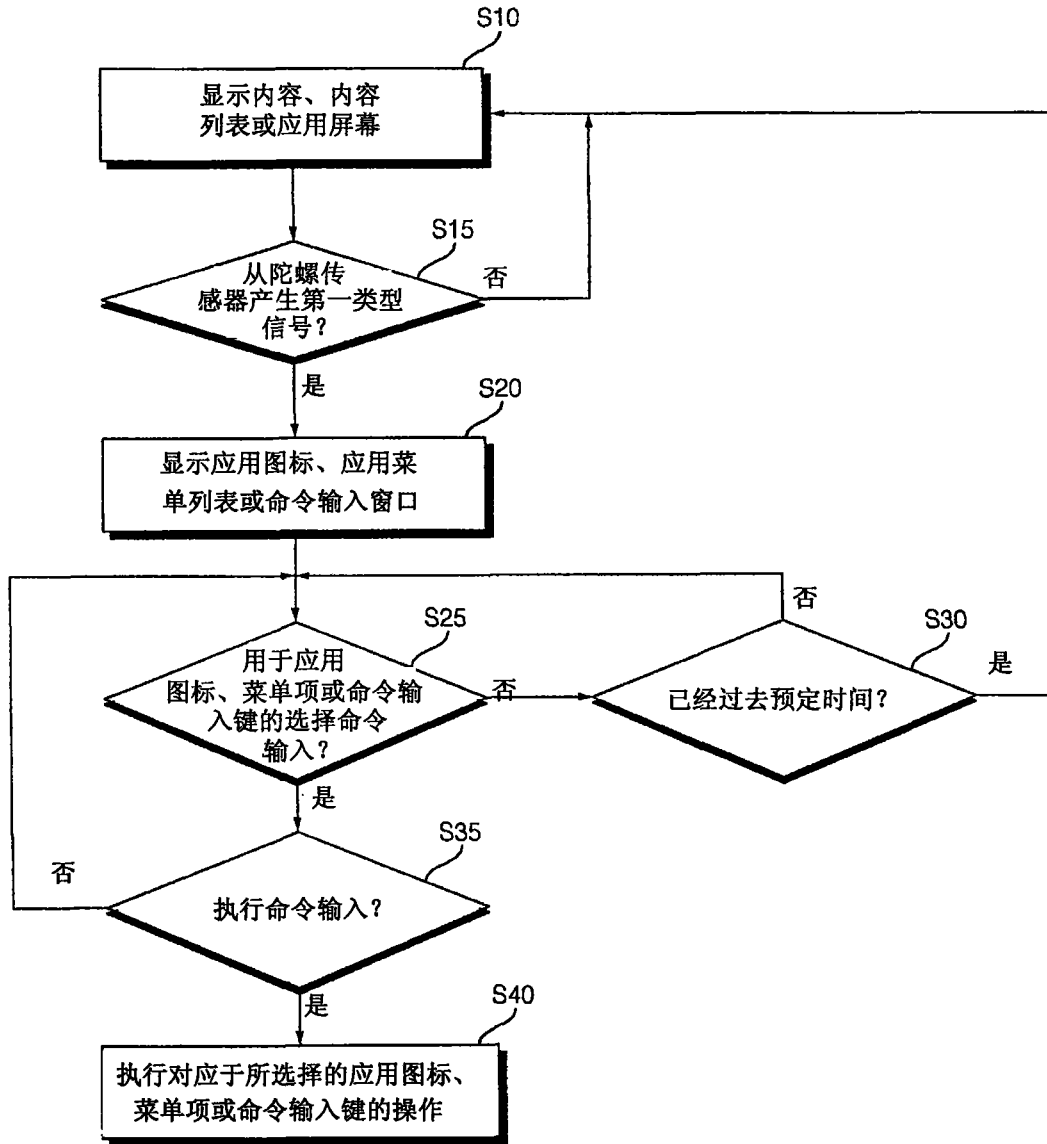 S10
显示内容、内容
列表或应用屏幕
S15
从陀螺传
感器产生第一类型
信号？
否
是
S20
显示应用图标、应用菜
单列表或命令输入窗口
否
S25
用于应用
图标、菜单项或命令输
入键的选择命令
输入？
否
S30
已经过去预定时间？
是
是
S35
否
执行命令输入？
是
S40
执行对应于所选择的应用图标、
菜单项或命令输入键的操作